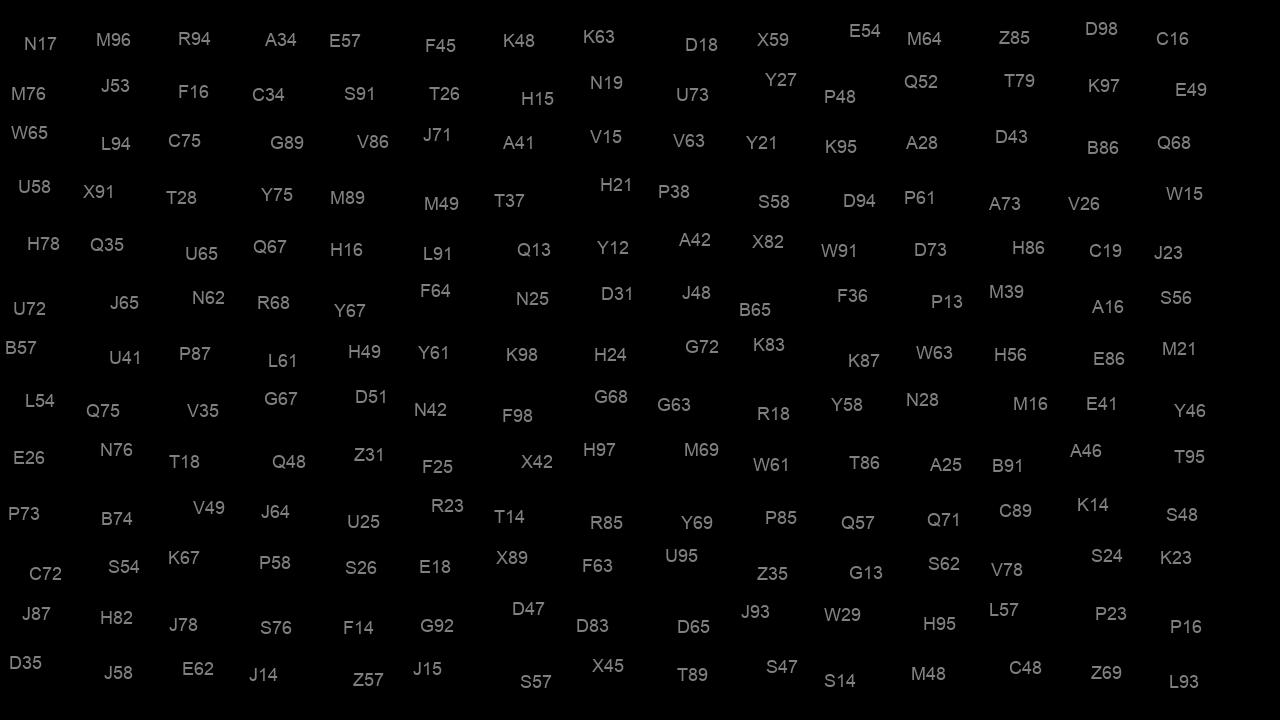 N17 M96 R94 A34 E57 F45 K48 K63 D18 X59 E54 M64 Z85 D98 C16
M76 J53 F16 C34 S91 T26 H15 N19 U73 Y27 P48 Q52 T79 K97 E49
W65 L94 C75 G89 V86 J71 A41 V15 V63 Y21 K95 A28 D43 B86 Q68
U58 X91 T28 Y75 M89 M49 T37 H21 P38 S58 D94 P61 A73 V26 W15
H78 Q35 U65 Q67 H16 L91 Q13 Y12 A42 X82 W91 D73 H86 C19 J23
U72 J65 N62 R68 Y67 F64 N25 D31 J48 B65 F36 P13 M39 A16 S56
B57 U41 P87 L61 H49 Y61 K98 H24 G72 K83 K87 W63 H56 E86 M21
L54 Q75 V35 G67 D51 N42 F98 G68 G63 R18 Y58 N28 M16 E41 Y46
E26 N76 T18 Q48 Z31 F25 X42 H97 M69 W61 T86 A25 B91 A46 T95
P73 B74 V49 J64 U25 R23 T14 R85 Y69 P85 Q57 Q71 C89 K14 S48
C72 S54 K67 P58 S26 E18 X89 F63 U95 Z35 G13 S62 V78 S24 K23
J87 H82 J78 S76 F14 G92 D47 D83 D65 J93 W29 H95 L57 P23 P16
D35 J58 E62 J14 Z57 J15 S57 X45 T89 S47 S14 M48 C48 Z69 L93